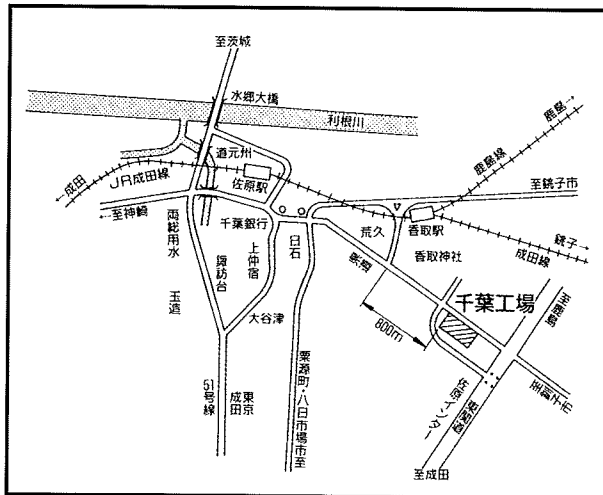 至茨城
水郷大橋
利根川
道元州
佐原駅
JR成田線
←成田
←至神崎
千葉銀行
両総用水
玉造
諏訪台
上仲宿
臼石
大谷津
鹿島→
鹿島線
至銚子市
荒久
香取駅
香取神社
成田線
銚子→
千葉工場
800m
至鹿島
佐原インター
東関道
至成田
51号線
東京
成田
栗源町・八日市場市至